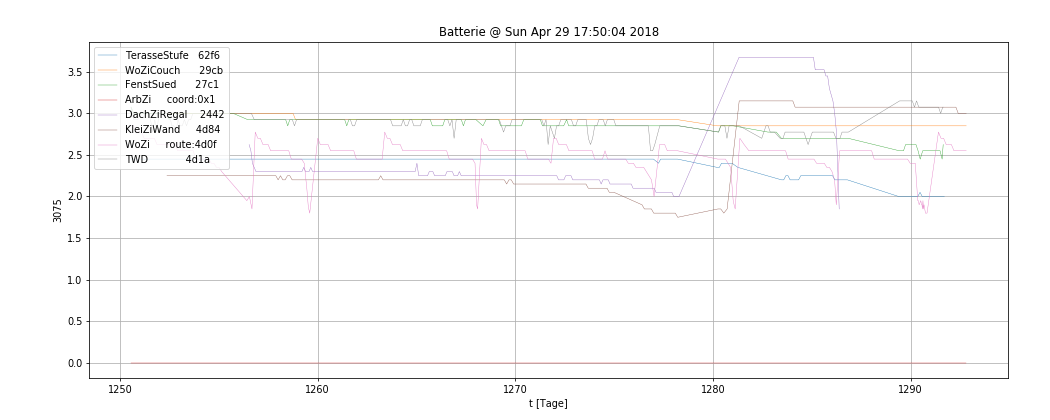 Batterie @ Sun Apr 29 17:50:04 2018
3075
3.5
3.0
2.5
2.0
1.5
1.0
0.5
0.0
TerasseStufe 62f6
WoZiCouch 29cb
FenstSued 27c1
ArbZi coord:0x1
DachZiRegal 2442
KleiZiWand 4d84
WoZi route:4d0f
TWD 4d1a
1250 1260 1270 1280 1290
t [Tage]